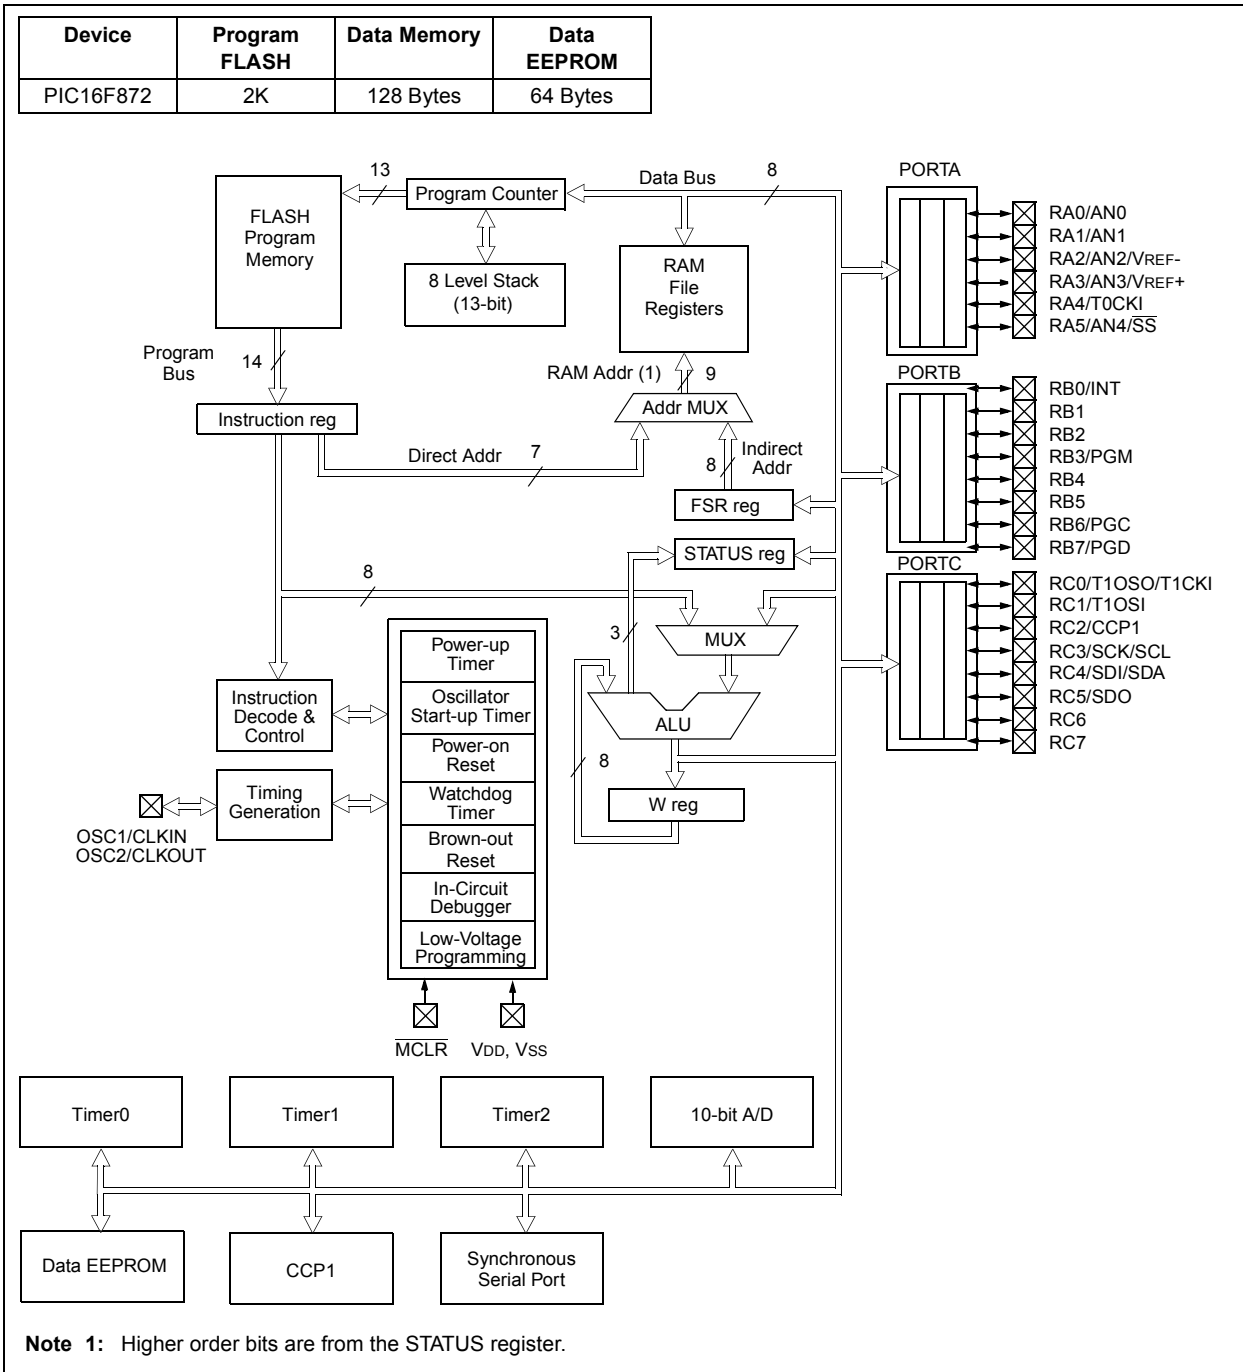 Device Program FLASH Data Memory Data EEPROM
PIC16F872 2K 128 Bytes 64 Bytes
FLASH
Program
Memory
13
Program Counter
Data Bus
8
8 Level Stack
(13-bit)
RAM
File
Registers
Program
Bus
14
RAM Addr (1)
9
Addr MUX
Instruction reg
Direct Addr
7
8
Indirect
Addr
FSR reg
STATUS reg
8
3
MUX
ALU
8
W reg
Power-up
Timer
Oscillator
Start-up Timer
Power-on
Reset
Watchdog
Timer
Brown-out
Reset
In-Circuit
Debugger
Low-Voltage
Programming
Instruction
Decode &
Control
Timing
Generation
OSC1/CLKIN
OSC2/CLKOUT
MCLR
VDD, VSS
PORTA
RA0/AN0
RA1/AN1
RA2/AN2/VREF-
RA3/AN3/VREF+
RA4/T0CKI
RA5/AN4/SS
PORTB
RB0/INT
RB1
RB2
RB3/PGM
RB4
RB5
RB6/PGC
RB7/PGD
PORTC
RC0/T1OSO/T1CKI
RC1/T1OSI
RC2/CCP1
RC3/SCK/SCL
RC4/SDI/SDA
RC5/SDO
RC6
RC7
Timer0
Timer1
Timer2
10-bit A/D
Data EEPROM
CCP1
Synchronous
Serial Port
Note 1: Higher order bits are from the STATUS register.